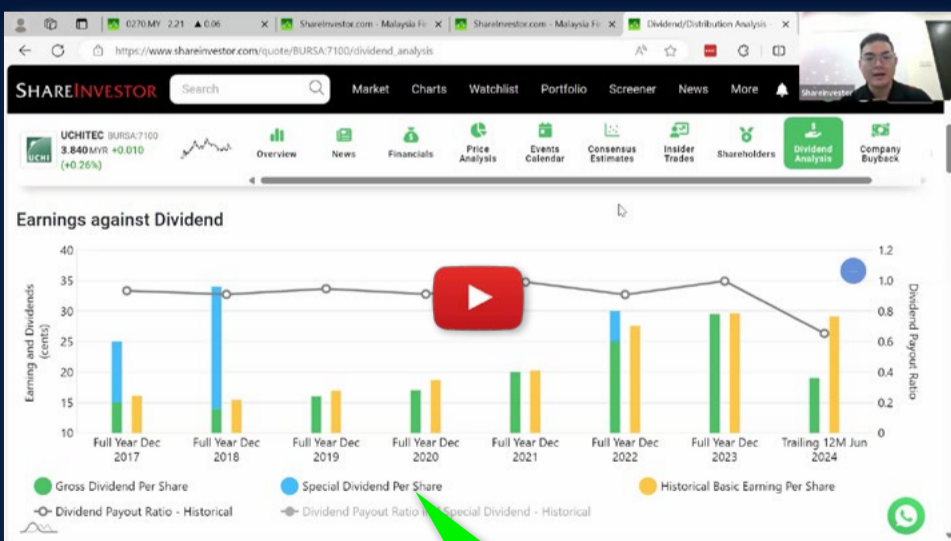 0270.MY 2.21 ▲ 0.06
ShareInvestor.com - Malaysia Fin
ShareInvestor.com - Malaysia Fin
Dividend/Distribution Analysis -
https://www.shareinvestor.com/quote/BURSA:7100/dividend_analysis
SHAREINVESTOR
Search
Market Charts Watchlist Portfolio Screener News More
ShareInvestor
UCHI
UCHITEC BURSA:7100
3.840 MYR +0.010
(+0.26%)
Overview
News
Financials
Price
Analysis
Events
Calendar
Consensus
Estimates
Insider
Trades
Shareholders
Dividend
Analysis
Company
Buyback
Earnings against Dividend
Earning and Dividends
(cents)
40
35
30
25
20
15
10
1.2
1.0
0.8
0.6
0.4
0.2
0
Dividend Payout Ratio
Full Year Dec
2017
Full Year Dec
2018
Full Year Dec
2019
Full Year Dec
2020
Full Year Dec
2021
Full Year Dec
2022
Full Year Dec
2023
Trailing 12M Jun
2024
Gross Dividend Per Share
Special Dividend Per Share
Historical Basic Earning Per Share
Dividend Payout Ratio - Historical
Dividend Payout Ratio Special Dividend - Historical